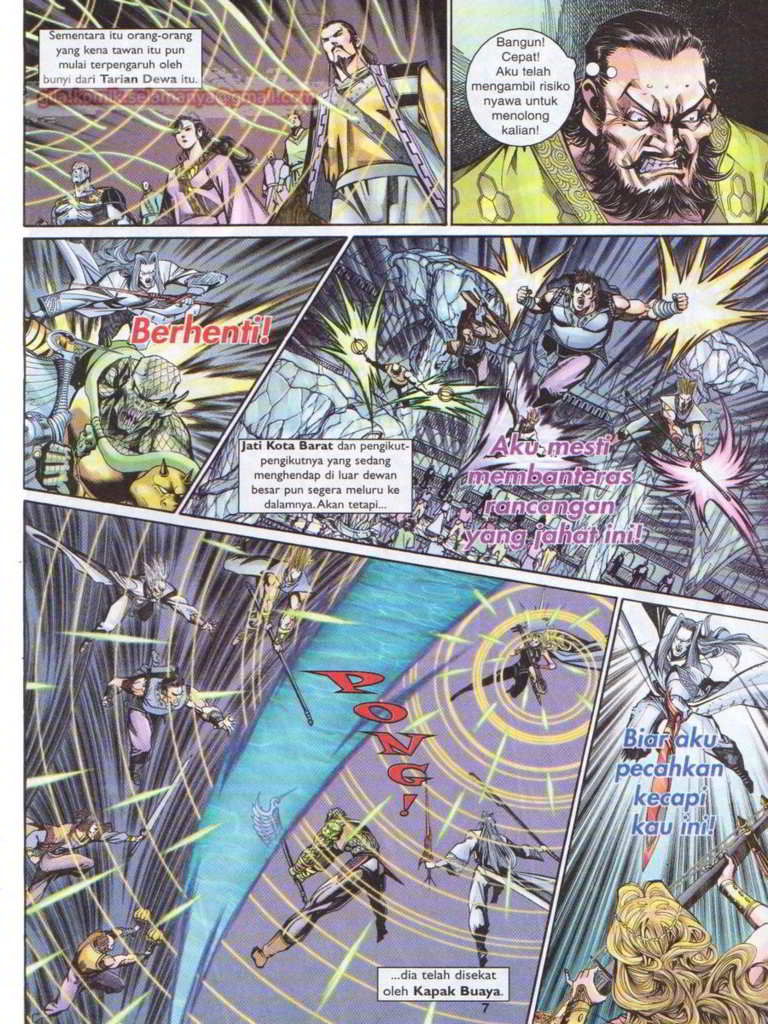 Sementara itu orang-orang
yang kena tawan itu pun
mulai terpengaruh oleh
bunyi dari Tarian Dewa itu.
Bangun!
Cepat!
Aku telah
mengambil risiko
nyawa untuk
menolong
kalian!
Berhenti!
Jati Kota Barat dan pengikut-
pengikutnya yang sedang
menghendap di luar dewan
besar pun segera meluru ke
dalamnya. Akan tetapi...
Aku mesti
membanteras
rancangan
yang jahat ini!
PONG!
Biar aku
pecahkan
kecapi
kau ini!
...dia telah disekat
oleh Kapak Buaya.
7